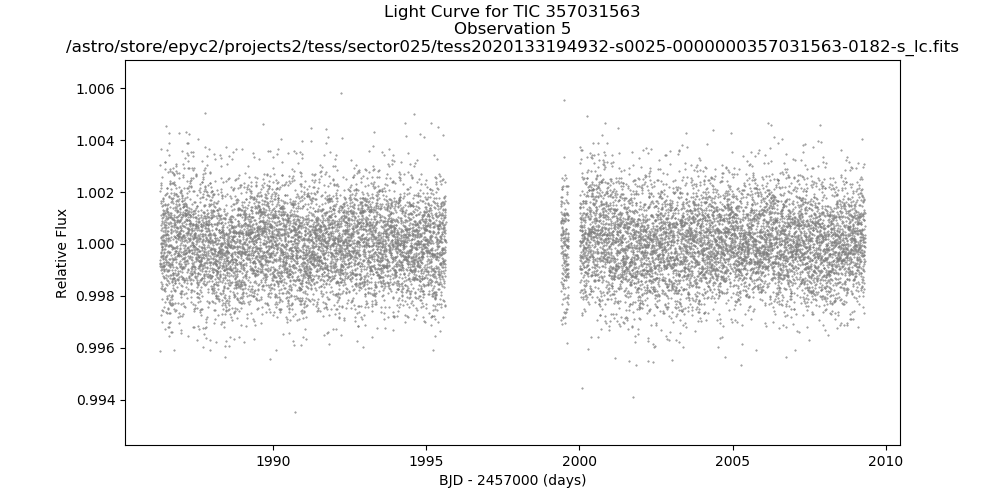 Light Curve for TIC 357031563
Observation 5
/astro/store/epyc2/projects2/tess/sector025/tess2020133194932-s0025-0000000357031563-0182-s_lc.fits
1.006
1.004
1.002
1.000
0.998
0.996
0.994
Relative Flux
1990
1995
2000
2005
2010
BJD - 2457000 (days)